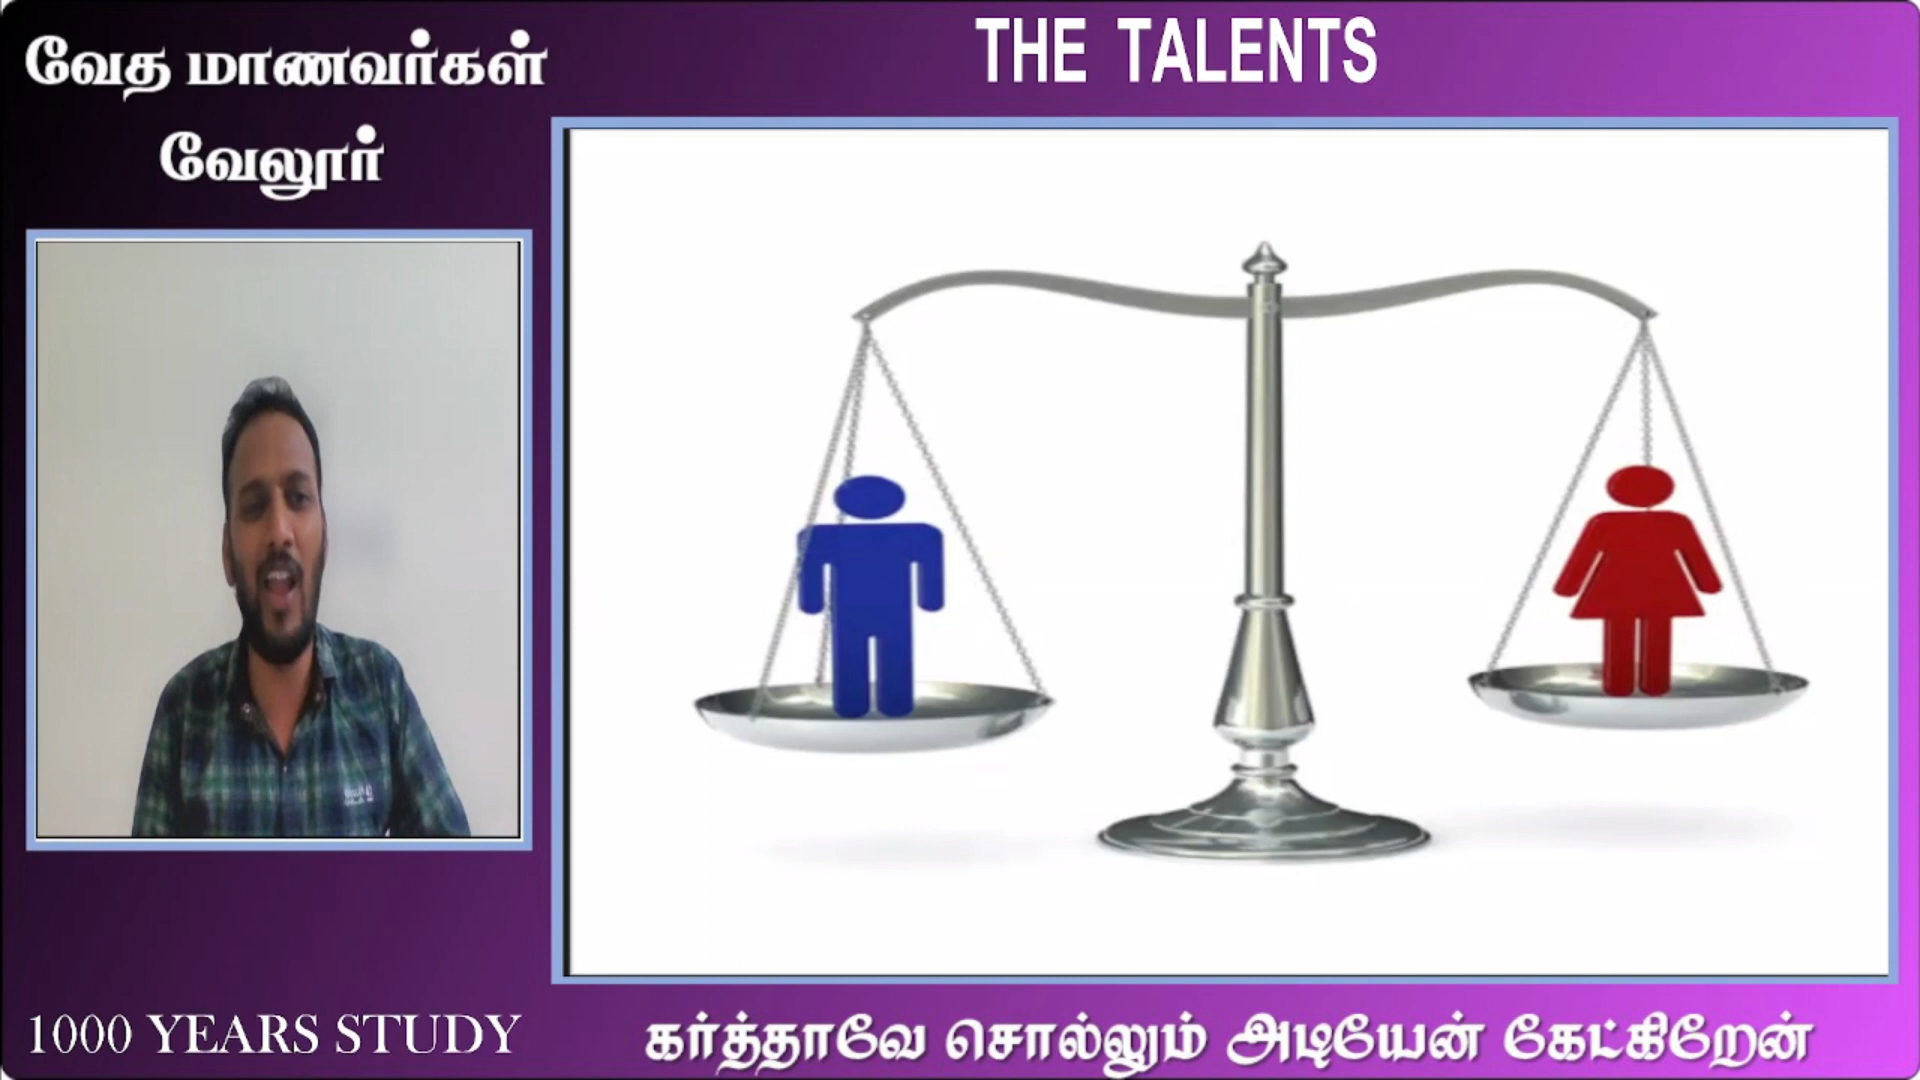 வேத மாணவர்கள்
வேலூர்
THE TALENTS
1000 YEARS STUDY
கர்த்தாவே சொல்லும் அடியேன் கேட்கிறேன்